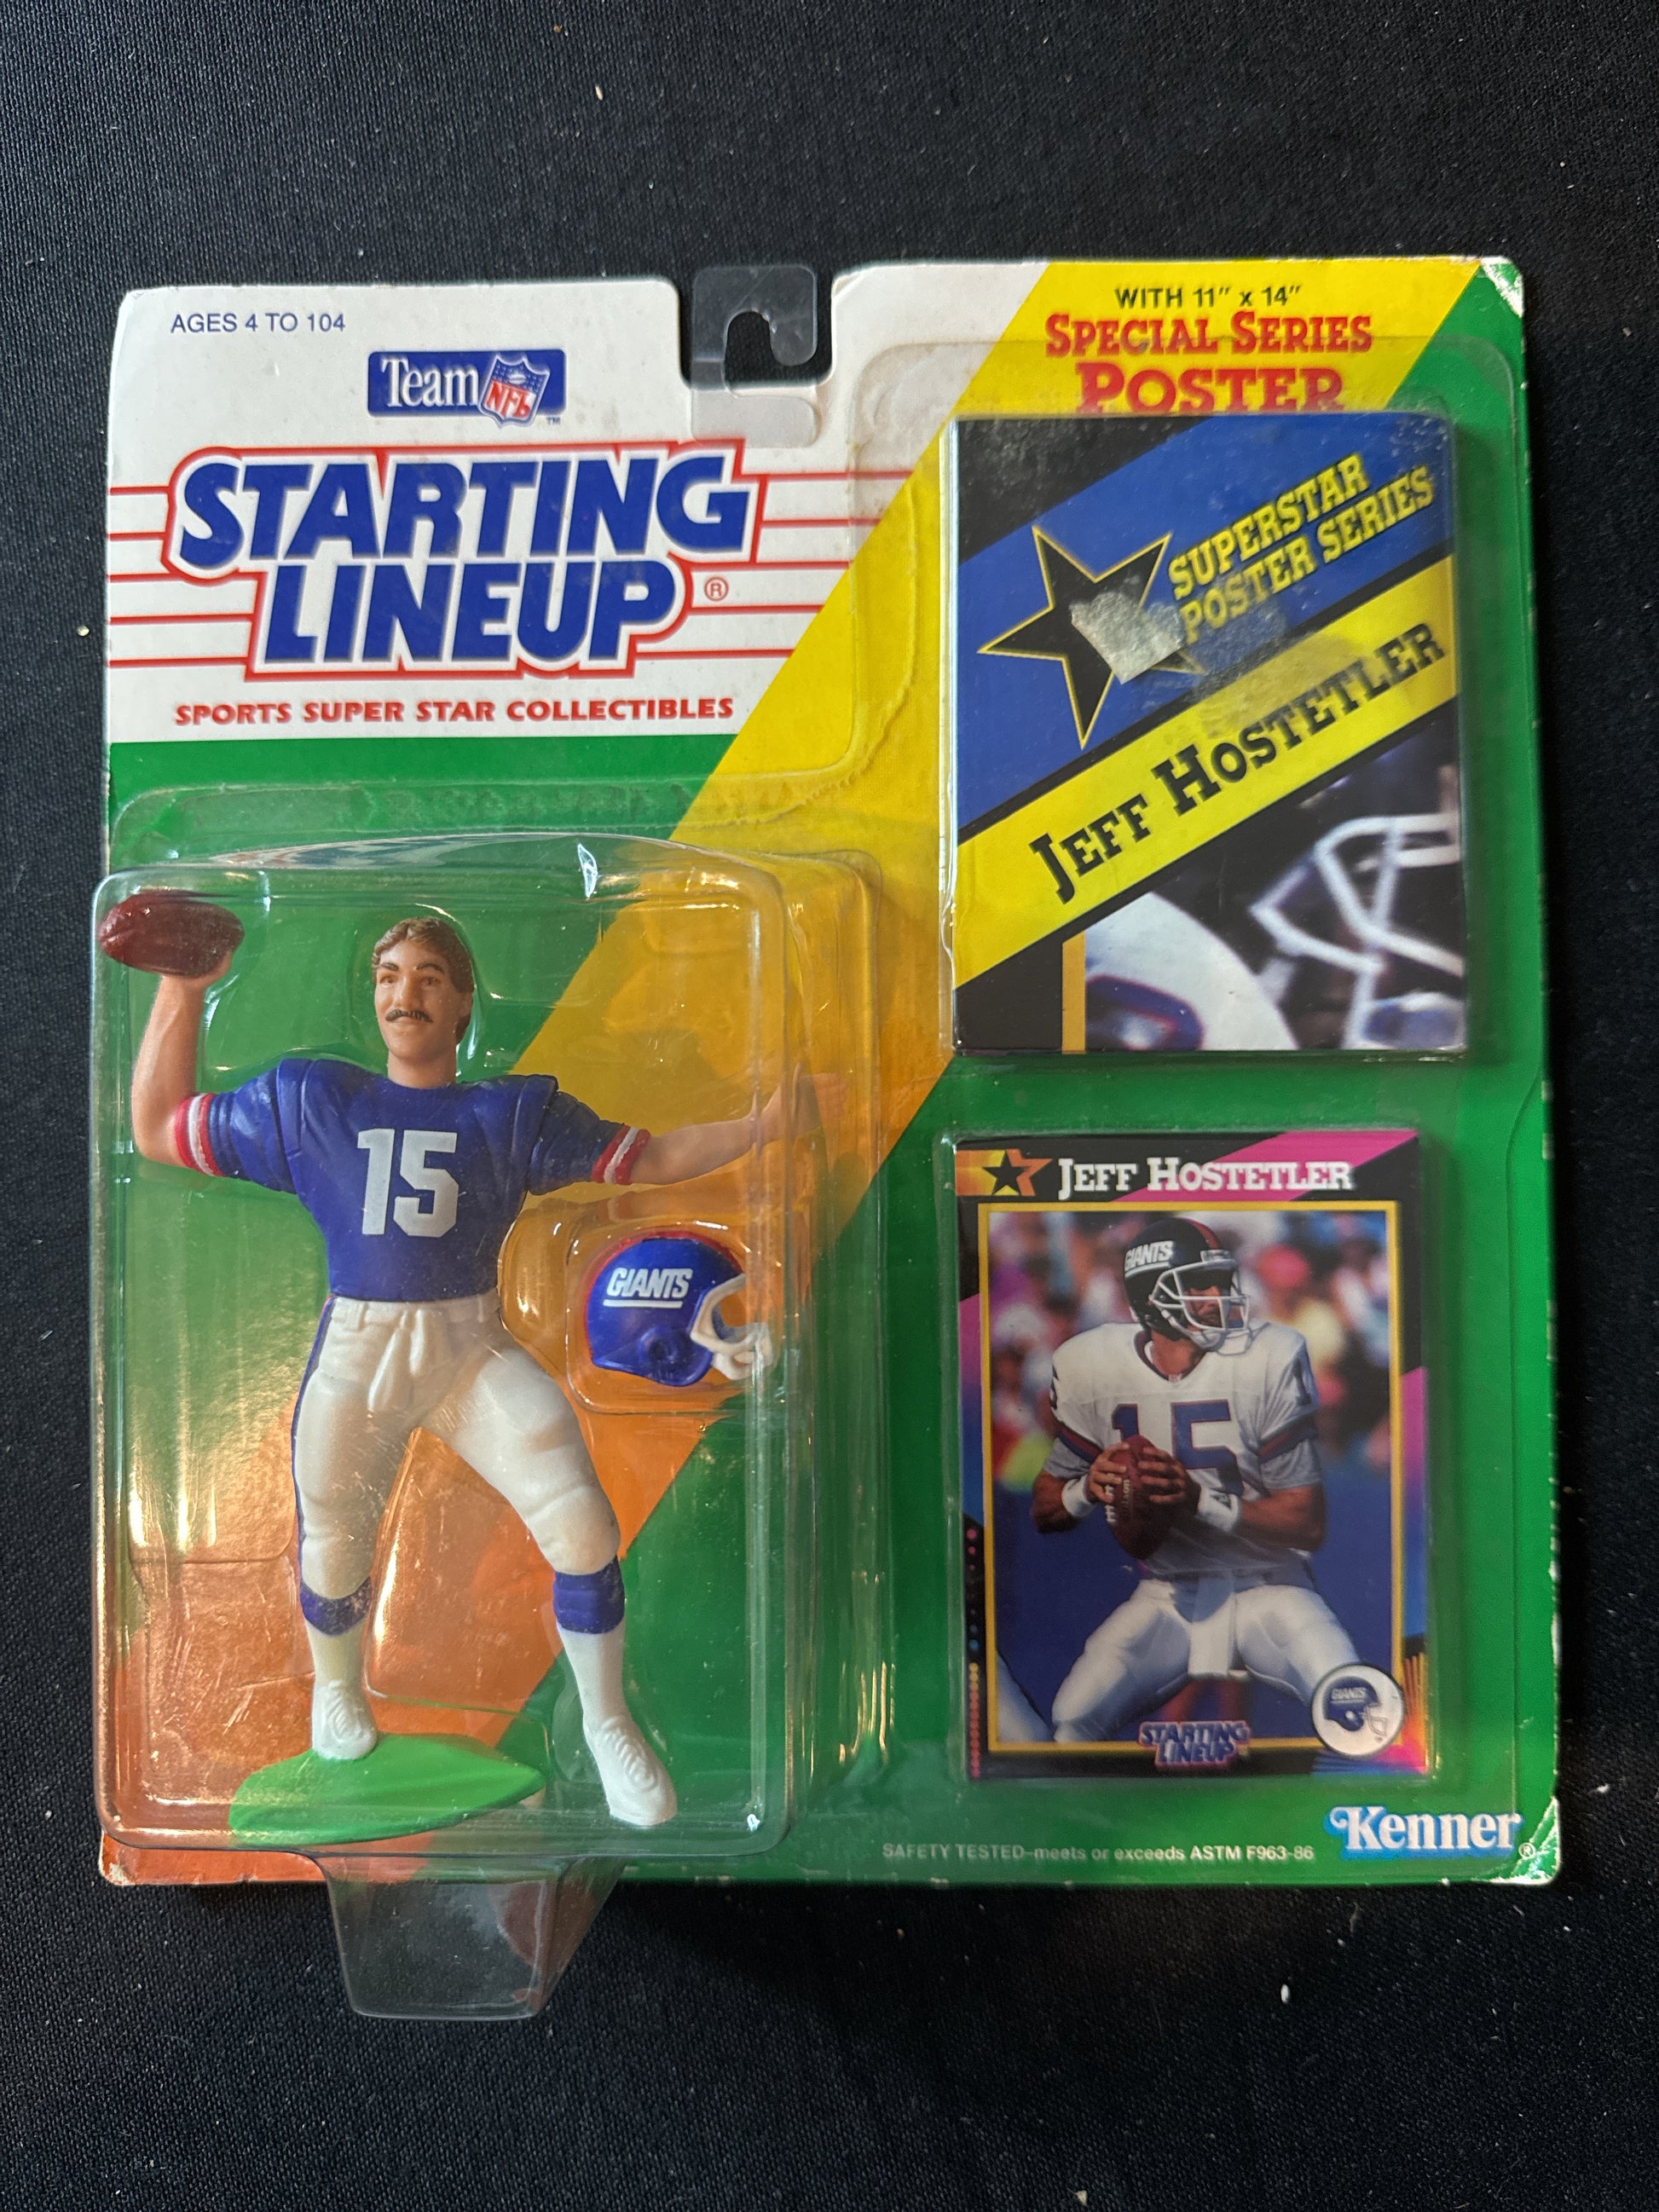 AGES 4 TO 104
Team NFL ™
STARTING
LINEUP ®
SPORTS SUPER STAR COLLECTIBLES
WITH 11" x 14"
SPECIAL SERIES
POSTER
SUPERSTAR
POSTER SERIES
JEFF HOSTETLER
15
GIANTS
JEFF HOSTETLER
GIANTS
15
GIANTS
STARTING
LINEUP
Kenner ®
SAFETY TESTED-meets or exceeds ASTM F963-86